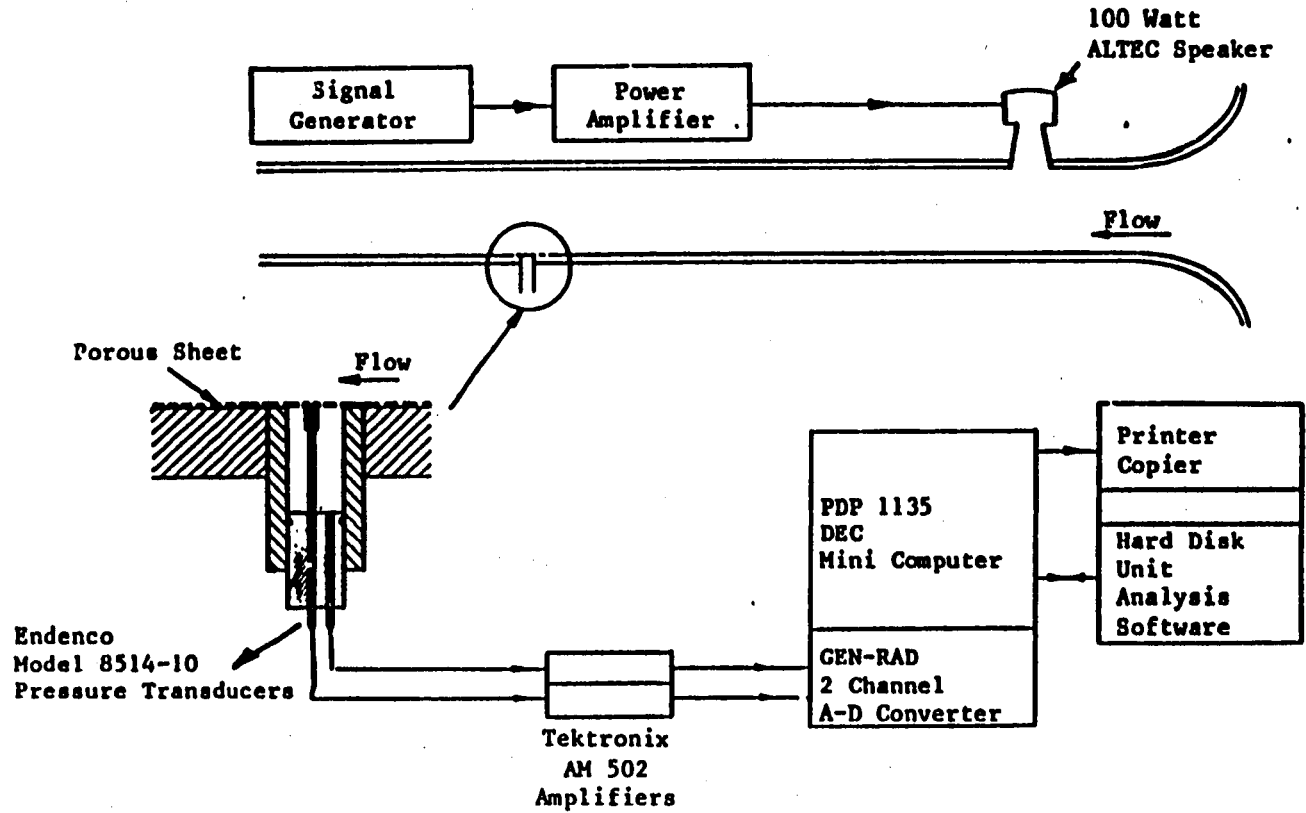 100 Watt
ALTEC Speaker
Signal
Generator
Power
Amplifier
Flow
Porous Sheet
Flow
Printer
Copier
PDP 1135
DEC
Mini Computer
Hard Disk
Unit
Analysis
Software
Endenco
Model 8514-10
Pressure Transducers
GEN-RAD
2 Channel
A-D Converter
Tektronix
AM 502
Amplifiers